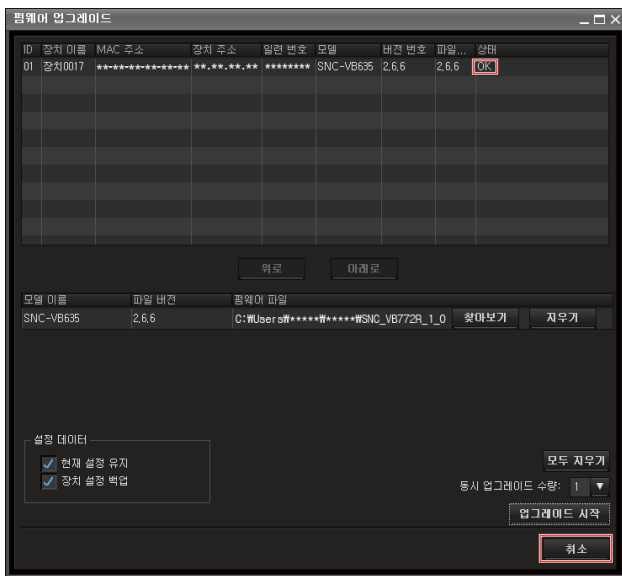 펌웨어 업그레이드
ID 장치 이름 MAC 주소 장치 주소 일련 번호 모델 버전 번호 파일... 상태
01 장치0017 **-**-**-**-**-** **.**.**.** ******** SNC-VB635 2,6,6 2,6,6 OK
위로 아래로
모델 이름 파일 버전 펌웨어 파일
SNC-VB635 2,6,6 C:₩Users₩*****₩*****₩SNC_VB772R_1_0 찾아보기 지우기
설정 데이터
현재 설정 유지
장치 설정 백업
모두 지우기
동시 업그레이드 수량: 1
업그레이드 시작
취소